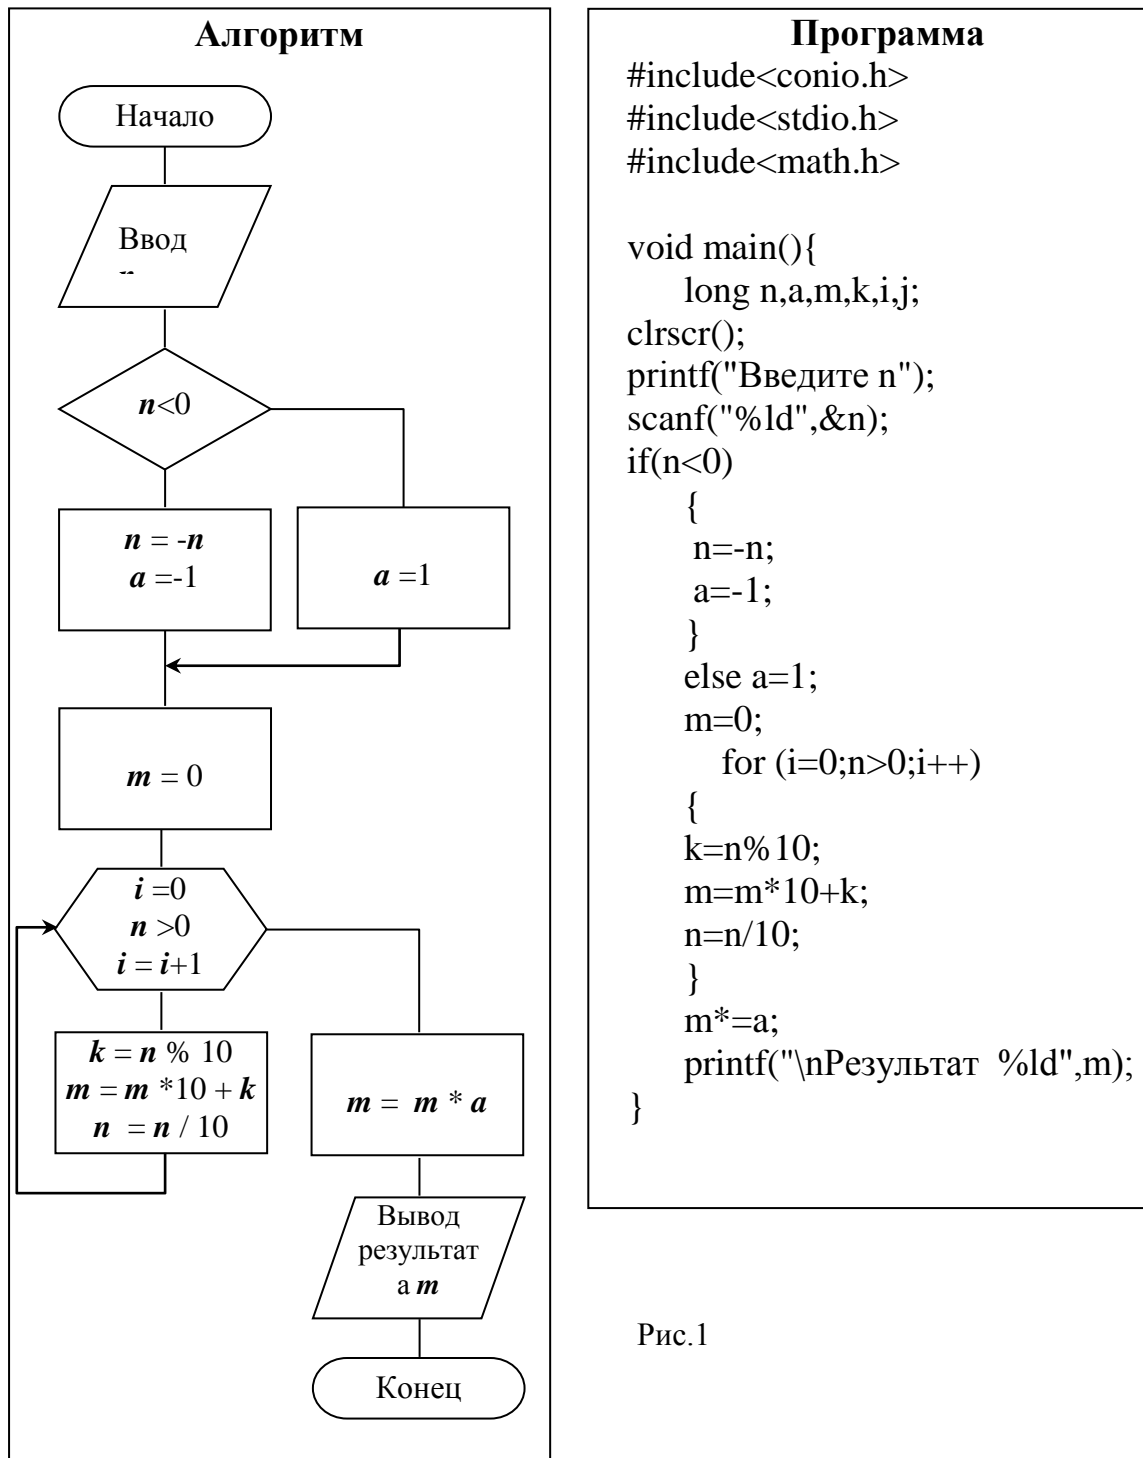 Алгоритм
Начало
Ввод
n<0
n = -n
a =-1
a =1
m = 0
i =0
n >0
i = i+1
k = n % 10
m = m *10 + k
n = n / 10
m = m * a
Вывод
результат
а m
Конец
Программа
#include<conio.h>
#include<stdio.h>
#include<math.h>
void main(){
long n,a,m,k,i,j;
clrscr();
printf("Введите n");
scanf("%ld",&n);
if(n<0)
{
n=-n;
a=-1;
}
else a=1;
m=0;
for (i=0;n>0;i++)
{
k=n%10;
m=m*10+k;
n=n/10;
}
m*=a;
printf("\nРезультат %ld",m);
}
Рис.1